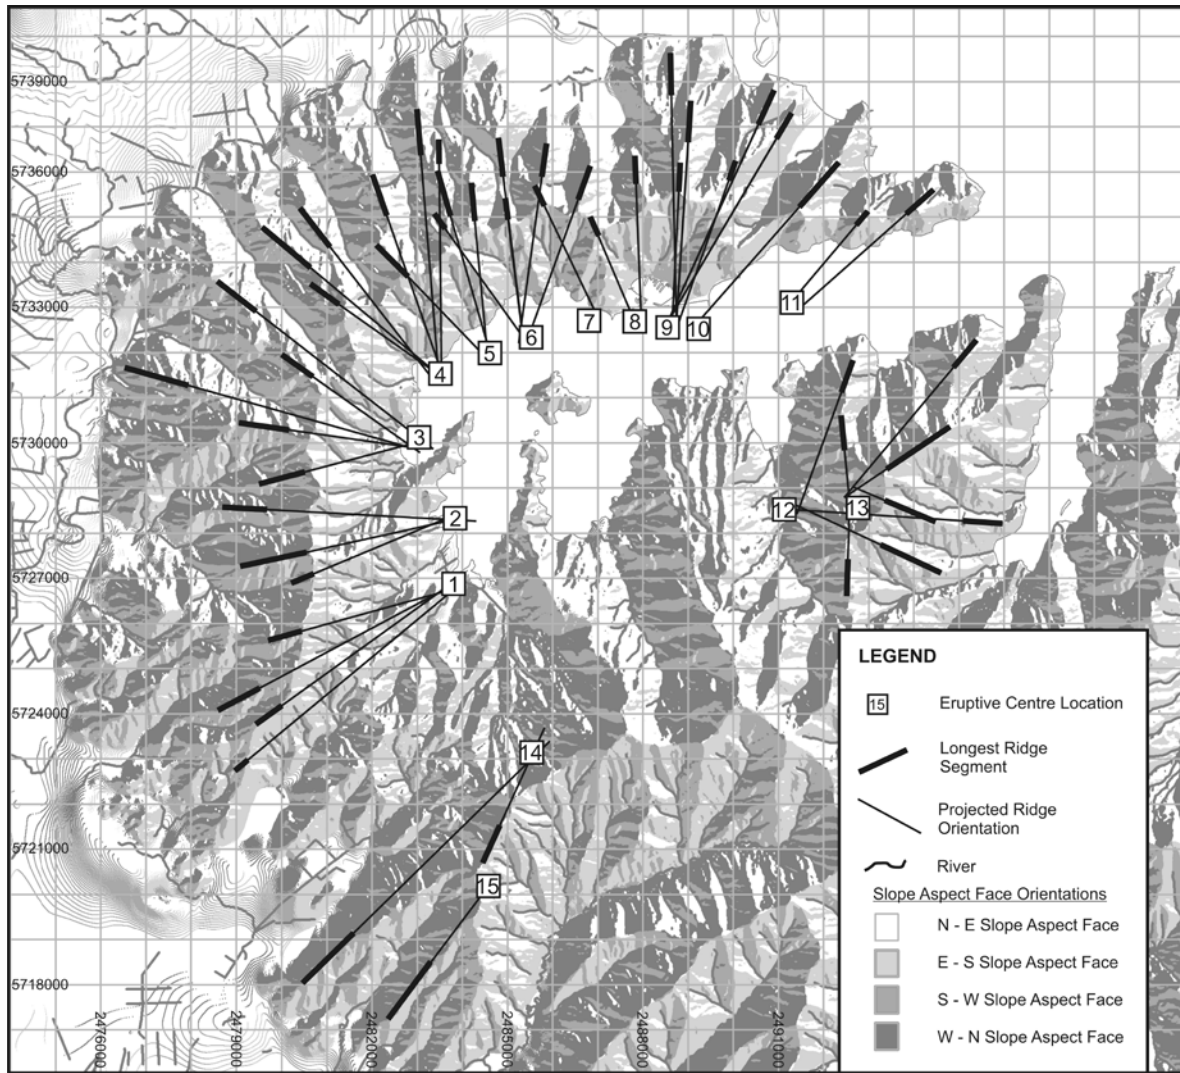 5739000
5736000
5733000
5730000
5727000
5724000
5721000
5718000
2476000
2479000
2482000
2485000
2488000
2491000
1
2
3
4
5
6
7
8
9
10
11
12
13
14
15
LEGEND
15 Eruptive Centre Location
Longest Ridge
Segment
Projected Ridge
Orientation
River
Slope Aspect Face Orientations
N - E Slope Aspect Face
E - S Slope Aspect Face
S - W Slope Aspect Face
W - N Slope Aspect Face